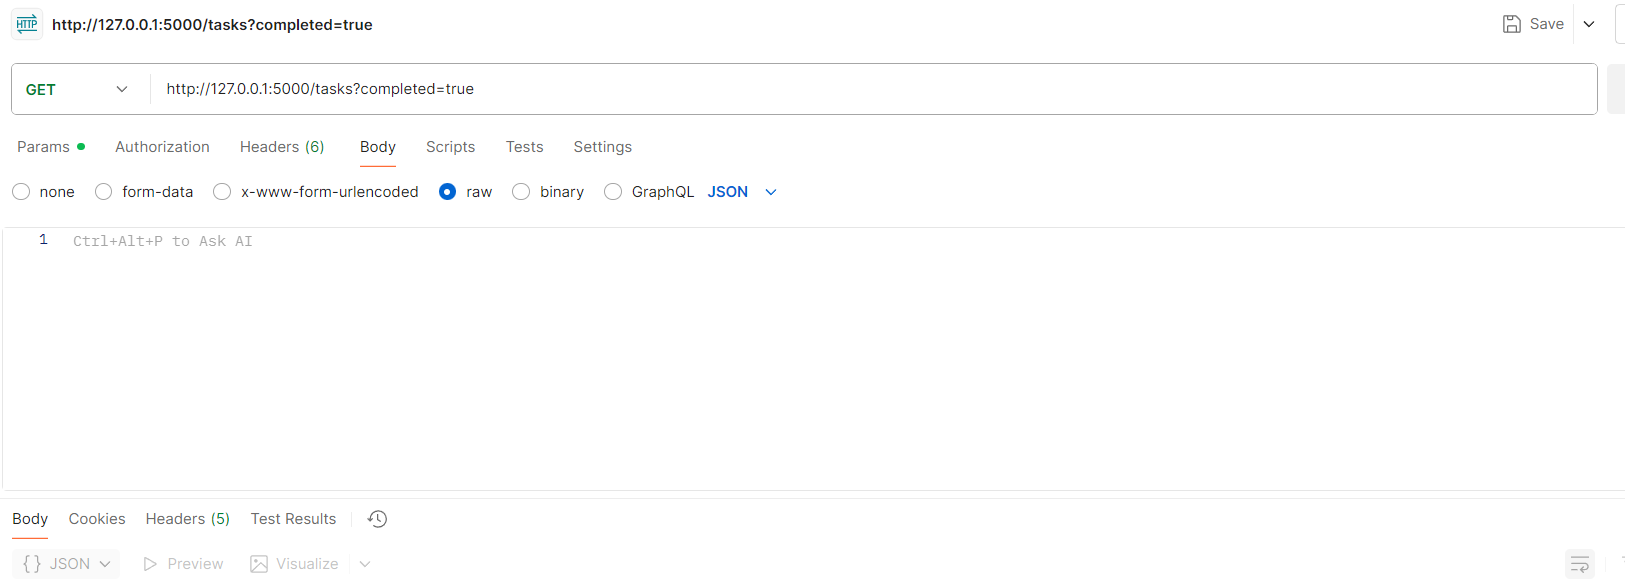 HTTP http://127.0.0.1:5000/tasks?completed=true Save
GET http://127.0.0.1:5000/tasks?completed=true
Params Authorization Headers (6) Body Scripts Tests Settings
none form-data x-www-form-urlencoded raw binary GraphQL JSON
1 Ctrl+Alt+P to Ask AI
Body Cookies Headers (5) Test Results
{} JSON Preview Visualize